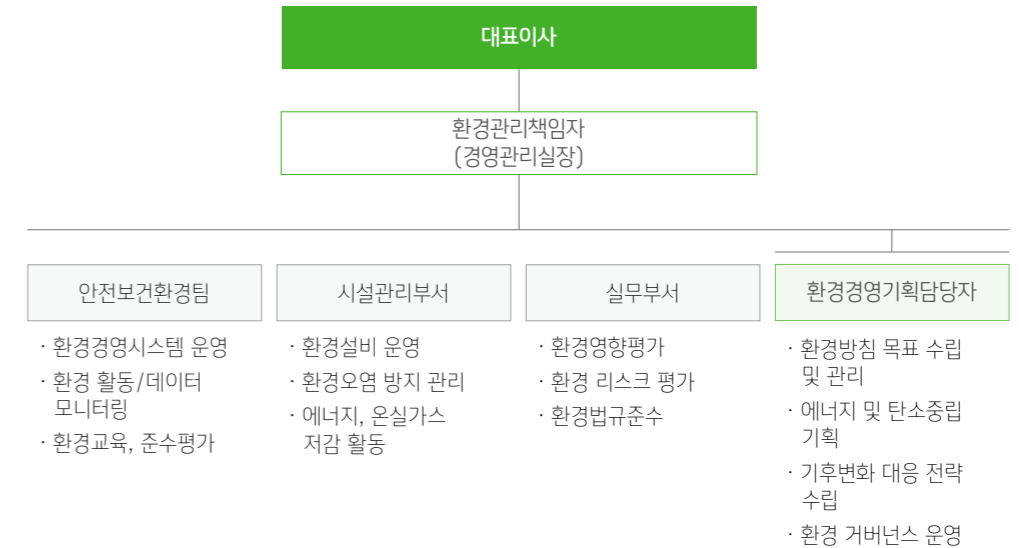 대표이사
환경관리책임자
(경영관리실장)
안전보건환경팀
· 환경경영시스템 운영
· 환경 활동/데이터
모니터링
· 환경교육, 준수평가
시설관리부서
· 환경설비 운영
· 환경오염 방지 관리
· 에너지, 온실가스
저감 활동
실무부서
· 환경영향평가
· 환경 리스크 평가
· 환경법규준수
환경경영기획담당자
· 환경방침 목표 수립
및 관리
· 에너지 및 탄소중립
기획
· 기후변화 대응 전략
수립
· 환경 거버넌스 운영